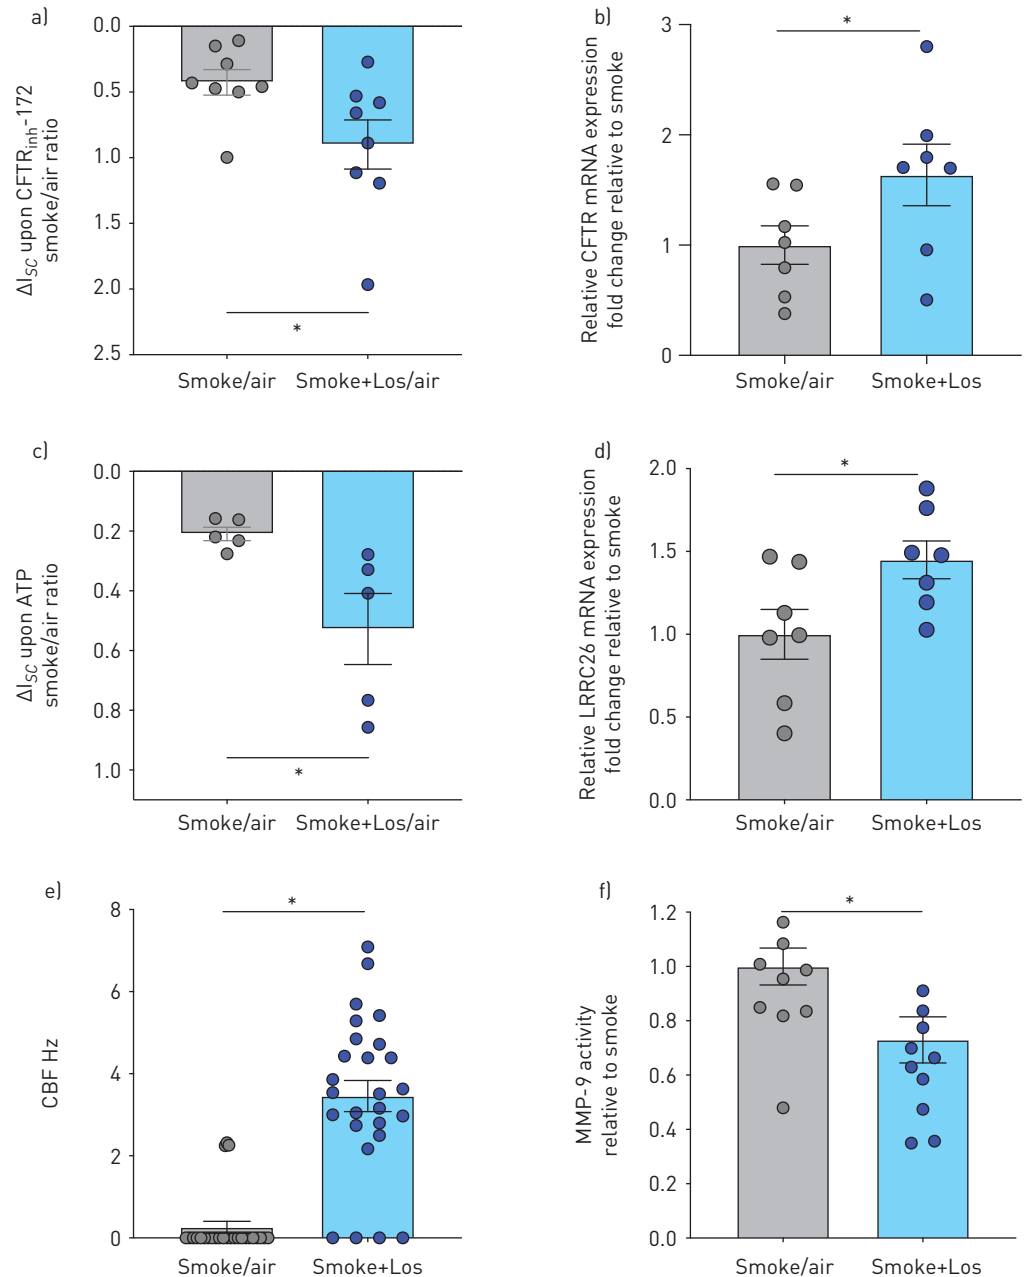 a)
0.0
0.5
1.0
1.5
2.0
2.5
ΔISC upon CFTRinh-172
smoke/air ratio
*
Smoke/air
Smoke+Los/air
b)
3
2
1
0
Relative CFTR mRNA expression
fold change relative to smoke
*
Smoke/air
Smoke+Los
c)
0.0
0.2
0.4
0.6
0.8
1.0
ΔISC upon ATP
smoke/air ratio
*
Smoke/air
Smoke+Los/air
d)
2.0
1.5
1.0
0.5
0.0
Relative LRRC26 mRNA expression
fold change relative to smoke
*
Smoke/air
Smoke+Los
e)
8
6
4
2
0
CBF Hz
*
Smoke/air
Smoke+Los
f)
1.2
1.0
0.8
0.6
0.4
0.2
0.0
MMP-9 activity
relative to smoke
*
Smoke/air
Smoke+Los